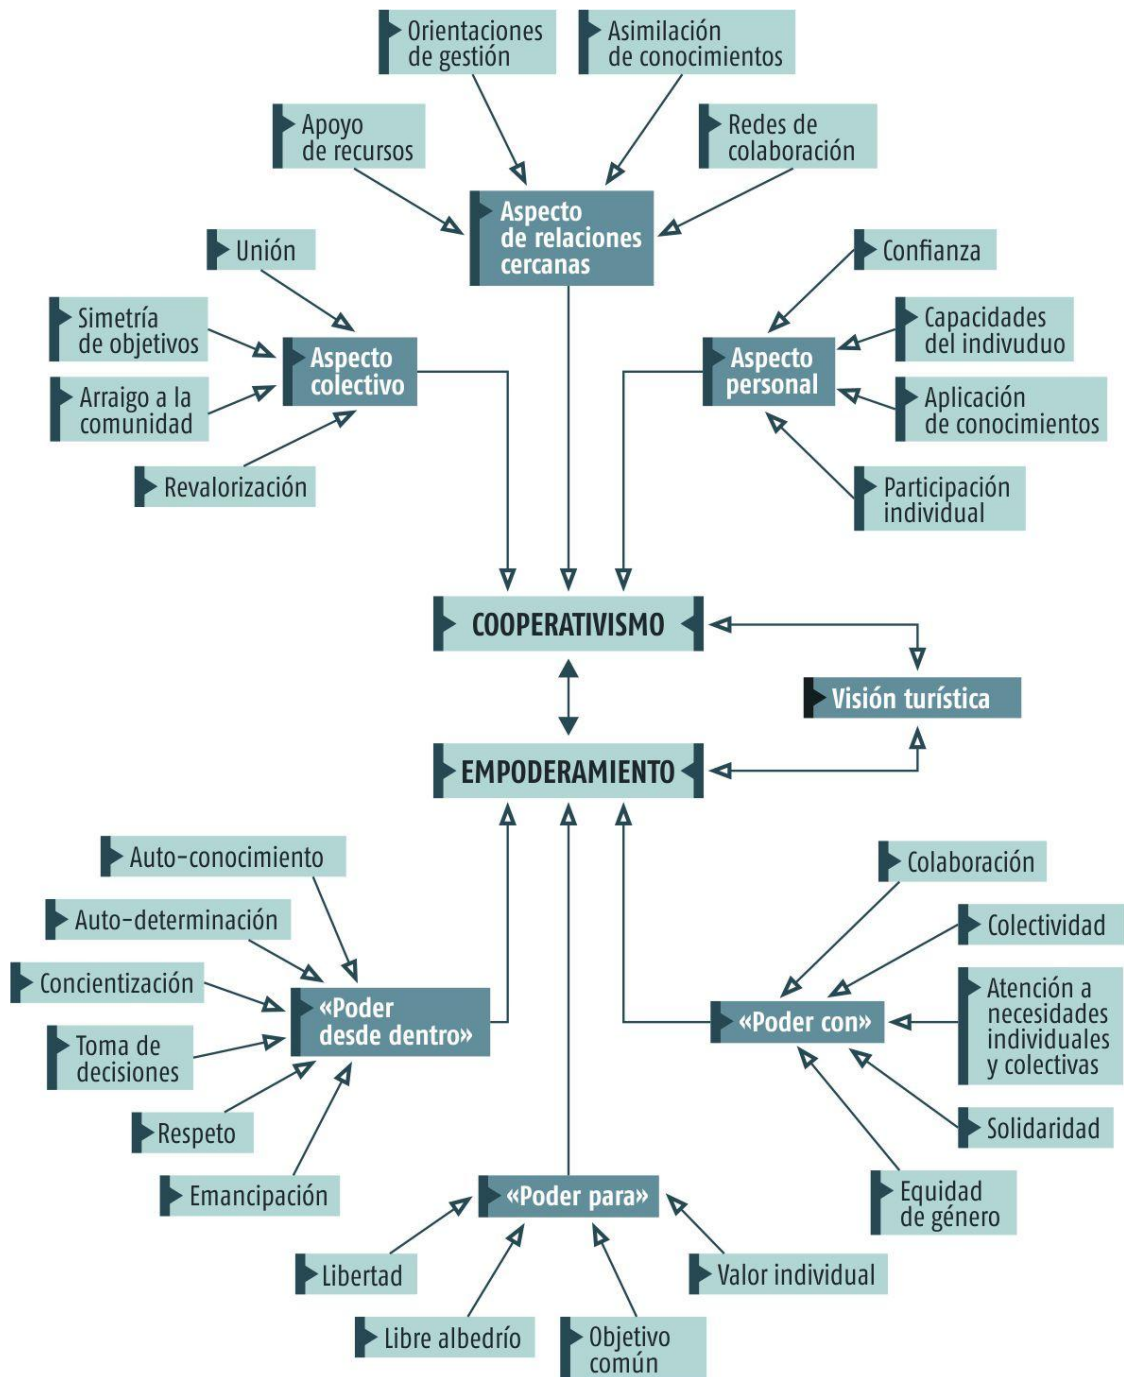 Orientaciones
de gestión
Asimilación
de conocimientos
Apoyo
de recursos
Redes de
colaboración
Aspecto
de relaciones
cercanas
Unión
Simetría
de objetivos
Arraigo a la
comunidad
Revalorización
Aspecto
colectivo
Confianza
Capacidades
del indivuduo
Aplicación
de conocimientos
Participación
individual
Aspecto
personal
COOPERATIVISMO
Visión turística
EMPODERAMIENTO
Auto-conocimiento
Auto-determinación
Concientización
Toma de
decisiones
Respeto
Emancipación
«Poder
desde dentro»
Colaboración
Colectividad
Atención a
necesidades
individuales
y colectivas
Solidaridad
Equidad
de género
«Poder con»
«Poder para»
Libertad
Libre albedrío
Objetivo
común
Valor individual